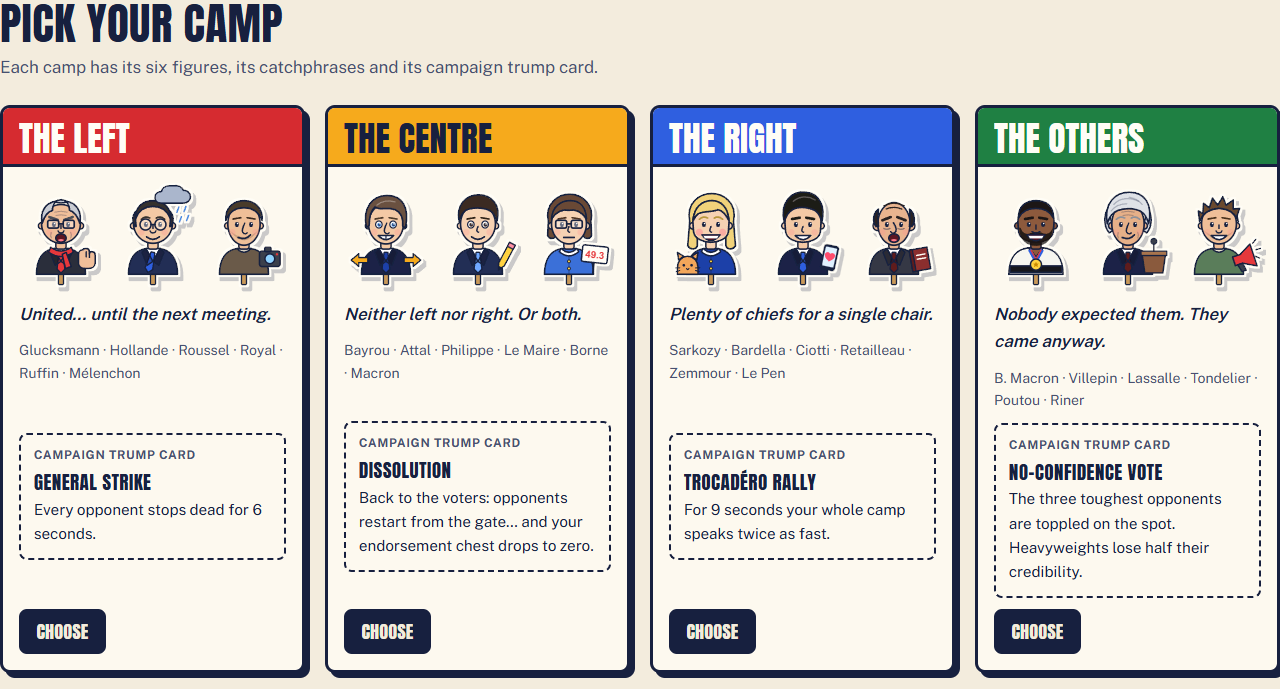 PICK YOUR CAMP
Each camp has its six figures, its catchphrases and its campaign trump card.
THE LEFT
United... until the next meeting.
Glucksmann · Hollande · Roussel · Royal ·
Ruffin · Mélenchon
CAMPAIGN TRUMP CARD
GENERAL STRIKE
Every opponent stops dead for 6
seconds.
CHOOSE
THE CENTRE
49.3
Neither left nor right. Or both.
Bayrou · Attal · Philippe · Le Maire · Borne
· Macron
CAMPAIGN TRUMP CARD
DISSOLUTION
Back to the voters: opponents
restart from the gate... and your
endorsement chest drops to zero.
CHOOSE
THE RIGHT
Plenty of chiefs for a single chair.
Sarkozy · Bardella · Ciotti · Retailleau ·
Zemmour · Le Pen
CAMPAIGN TRUMP CARD
TROCADÉRO RALLY
For 9 seconds your whole camp
speaks twice as fast.
CHOOSE
THE OTHERS
Nobody expected them. They
came anyway.
B. Macron · Villepin · Lassalle · Tondelier ·
Poutou · Riner
CAMPAIGN TRUMP CARD
NO-CONFIDENCE VOTE
The three toughest opponents
are toppled on the spot.
Heavyweights lose half their
credibility.
CHOOSE